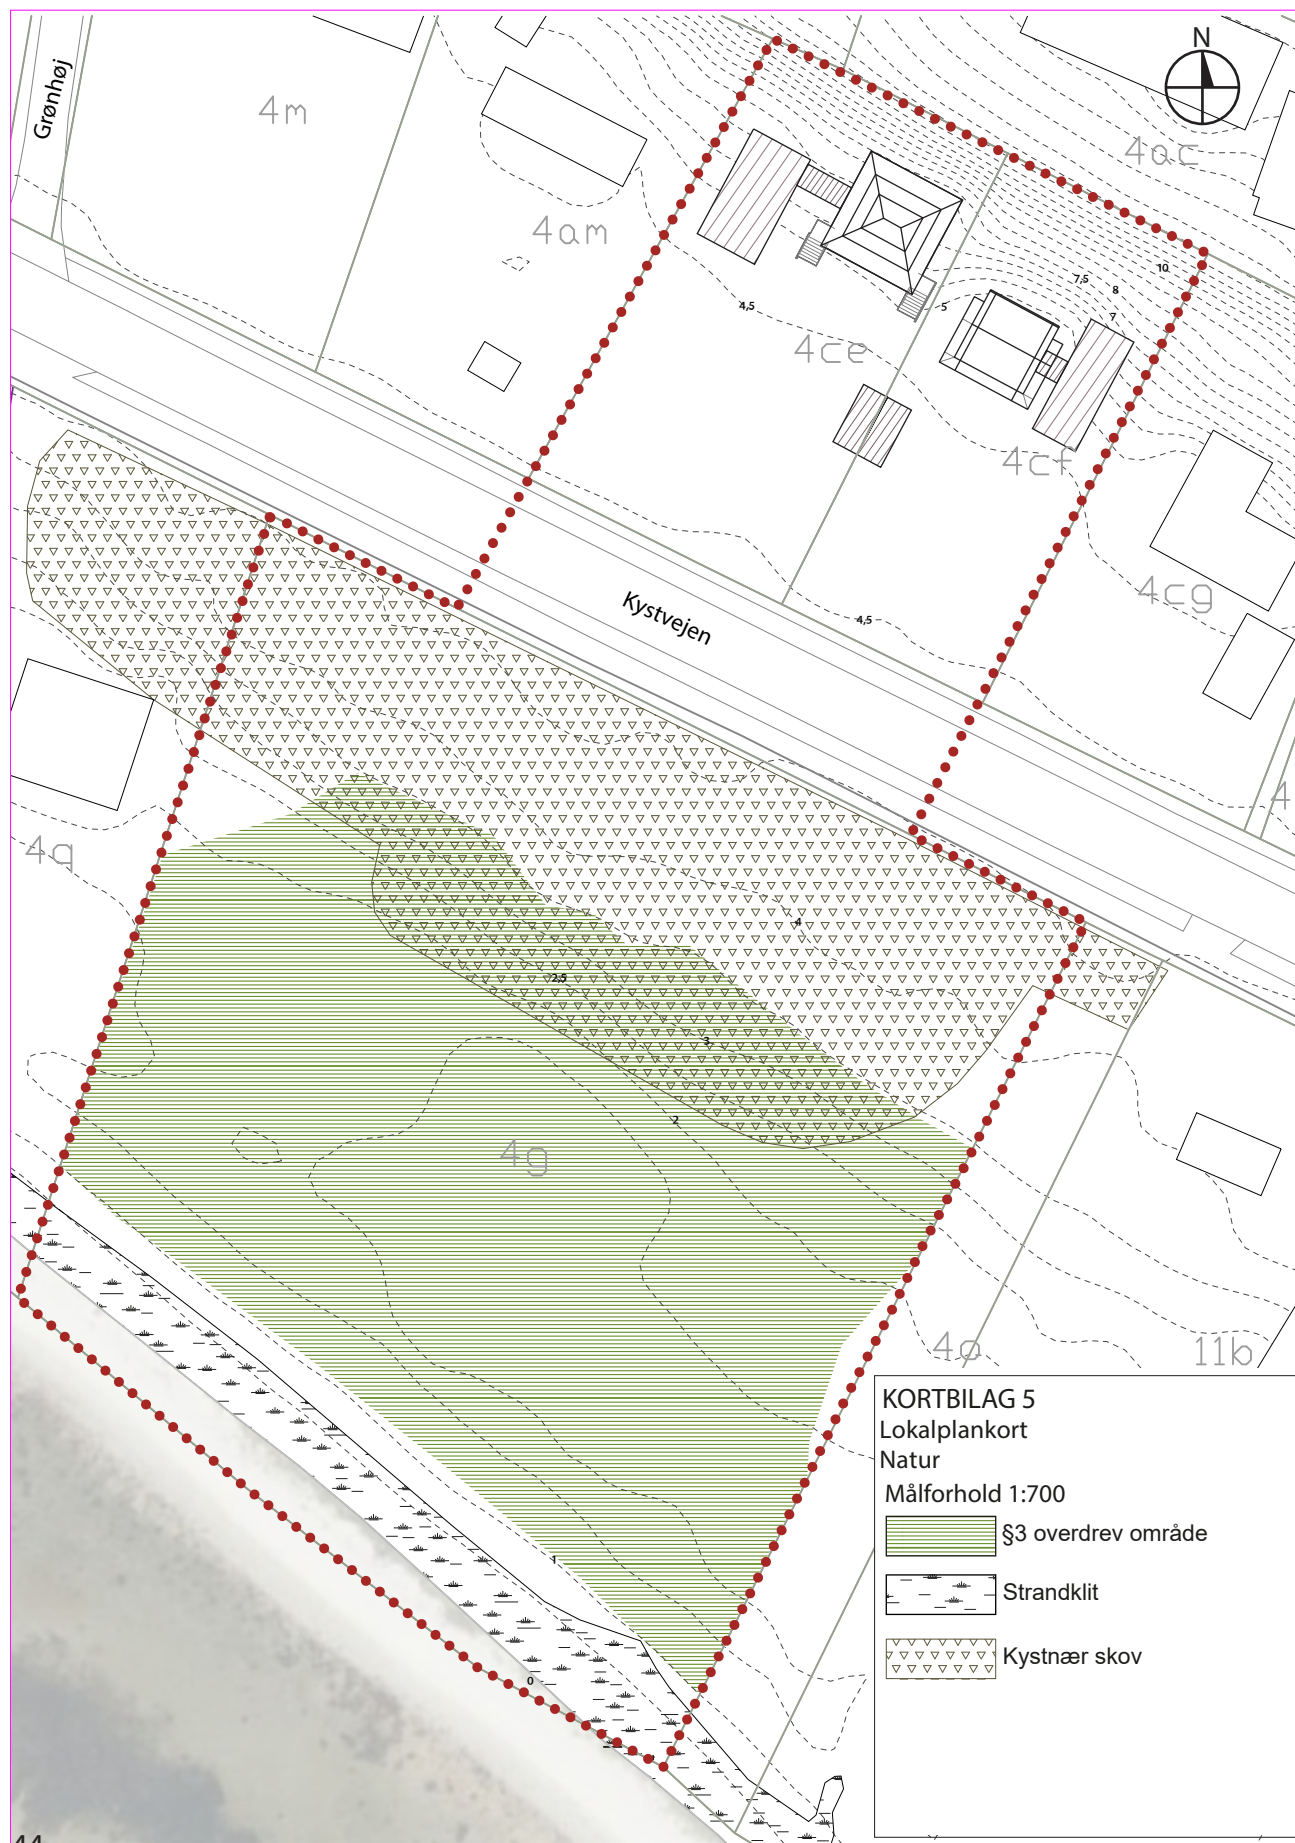 N
Grønhøj
4m
4ac
4am
10
7,5
8
7
4,5
5
4ce
4cf
4cg
Kystvejen
4,5
4
4q
4
2,5
3
2
4g
4o
11b
1
0
KORTBILAG 5
Lokalplankort
Natur
Målforhold 1:700
§3 overdrev område
Strandklit
Kystnær skov
44